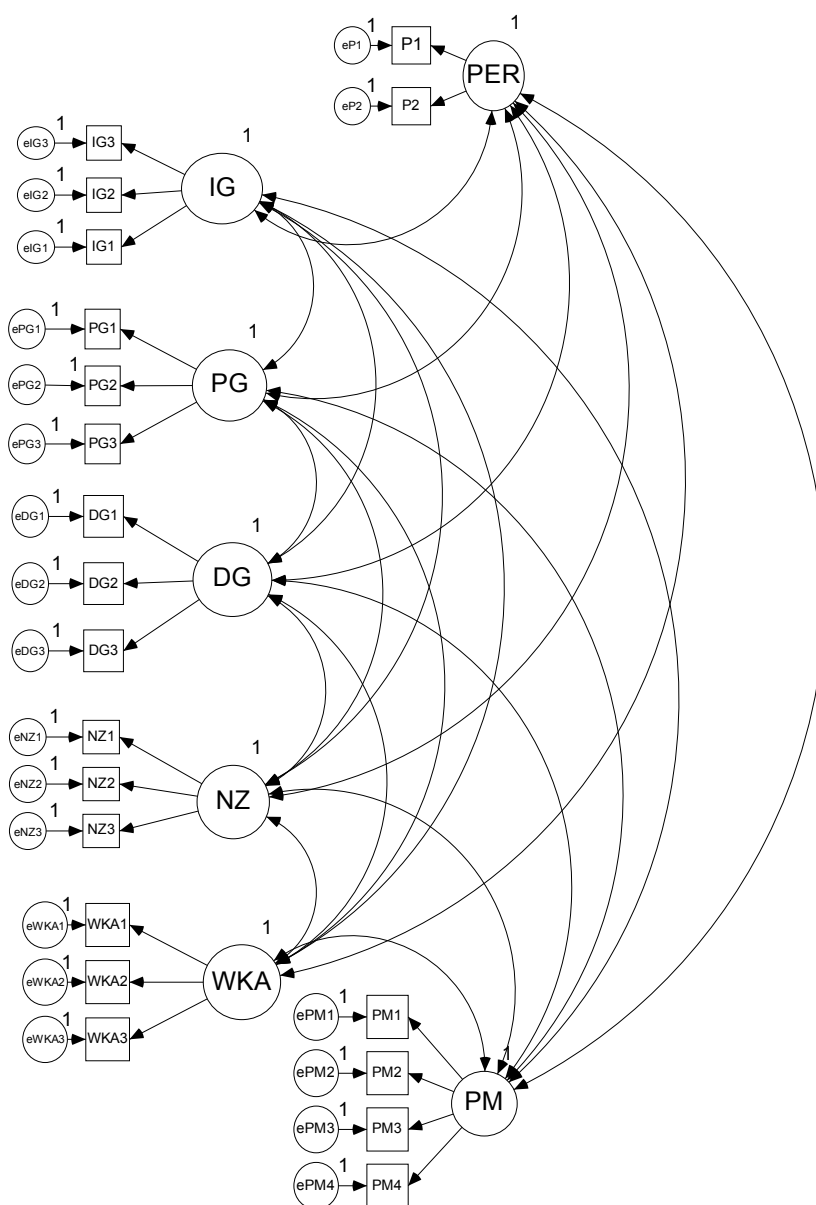 1
1
eP1
P1
PER
1
eP2
P2
1
1
eIG3
IG3
IG
1
eIG2
IG2
1
eIG1
IG1
1
1
ePG1
PG1
PG
1
ePG2
PG2
1
ePG3
PG3
1
1
eDG1
DG1
DG
1
eDG2
DG2
1
eDG3
DG3
1
1
eNZ1
NZ1
NZ
1
eNZ2
NZ2
1
eNZ3
NZ3
1
1
eWKA1
WKA1
WKA
1
eWKA2
WKA2
1
eWKA3
WKA3
1
ePM1
PM1
1
1
ePM2
PM2
PM
1
ePM3
PM3
1
ePM4
PM4